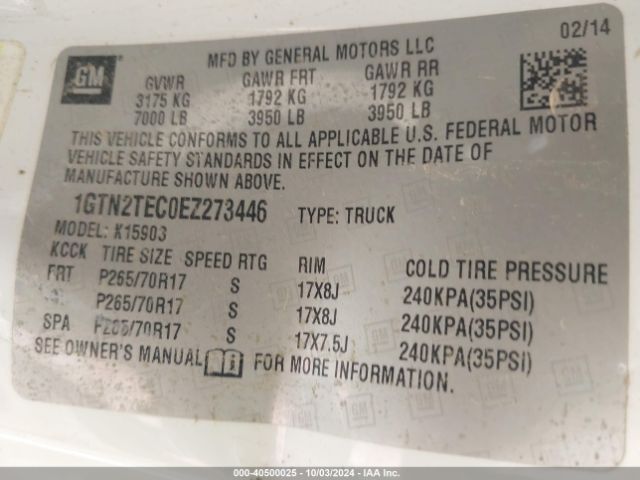 02/14
GM MFD BY GENERAL MOTORS LLC
GVWR GAWR FRT GAWR RR
3175 KG 1792 KG 1792 KG
7000 LB 3950 LB 3950 LB
THIS VEHICLE CONFORMS TO ALL APPLICABLE U.S. FEDERAL MOTOR
VEHICLE SAFETY STANDARDS IN EFFECT ON THE DATE OF
MANUFACTURE SHOWN ABOVE.
1GTN2TEC0EZ273446 TYPE: TRUCK
MODEL: K15903
KCCK TIRE SIZE SPEED RTG RIM COLD TIRE PRESSURE
FRT P265/70R17 S 17X8J 240KPA(35PSI)
P265/70R17 S 17X8J 240KPA(35PSI)
SPA P265/70R17 S 17X7.5J 240KPA(35PSI)
SEE OWNER'S MANUAL FOR MORE INFORMATION.
000-40500025 - 10/03/2024 - IAA Inc.